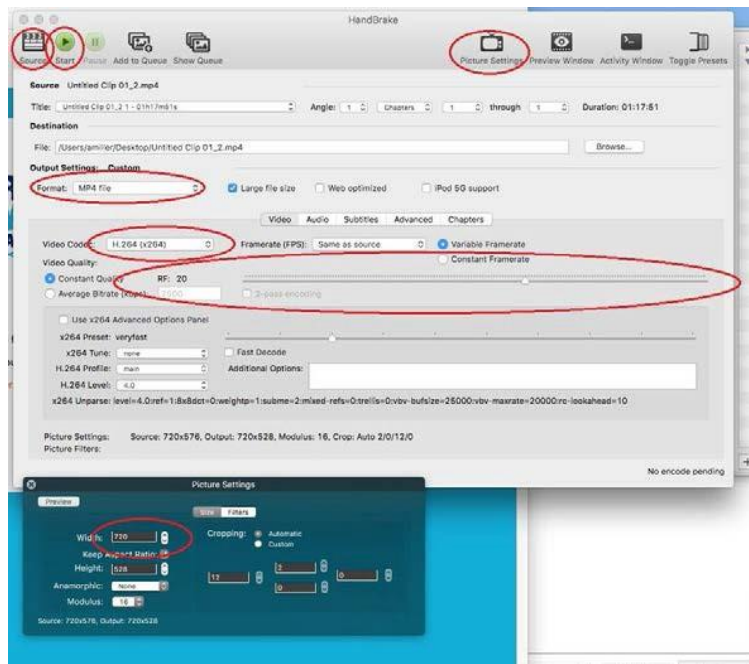 HandBrake
Source Start Pause Add to Queue Show Queue Picture Settings Preview Window Activity Window Toggle Presets
Source Untitled Clip 01_2.mp4
Title: Untitled Clip 01_2 1 - 01h17m51s Angle: 1 Chapters 1 through 1 Duration: 01:17:51
Destination
File: /Users/amiller/Desktop/Untitled Clip 01_2.mp4 Browse...
Output Settings: Custom
Format: MP4 file Large file size Web optimized iPod 5G support
Video Audio Subtitles Advanced Chapters
Video Codec: H.264 (x264) Framerate (FPS): Same as source Variable Framerate
Video Quality: Constant Framerate
Constant Quality RF: 20
Average Bitrate (kbps): 2-pass encoding
Use x264 Advanced Options Panel
x264 Preset: veryfast
x264 Tune: none Fast Decode
H.264 Profile: main Additional Options:
H.264 Level: 4.0
x264 Unparse: level=4.0:ref=1:8x8dct=0:weightp=1:subme=2:mixed-refs=0:trellis=0:vbv-bufsize=25000:vbv-maxrate=20000:rc-lookahead=10
Picture Settings: Source: 720x576, Output: 720x528, Modulus: 16, Crop: Auto 2/0/12/0
Picture Filters:
No encode pending
Picture Settings
Preview
Size Filters
Width: 720 Cropping: Automatic
Custom
Keep Aspect Ratio:
Height: 528 12 2 0
Anamorphic: None 0
Modulus: 16
Source: 720x576, Output: 720x528